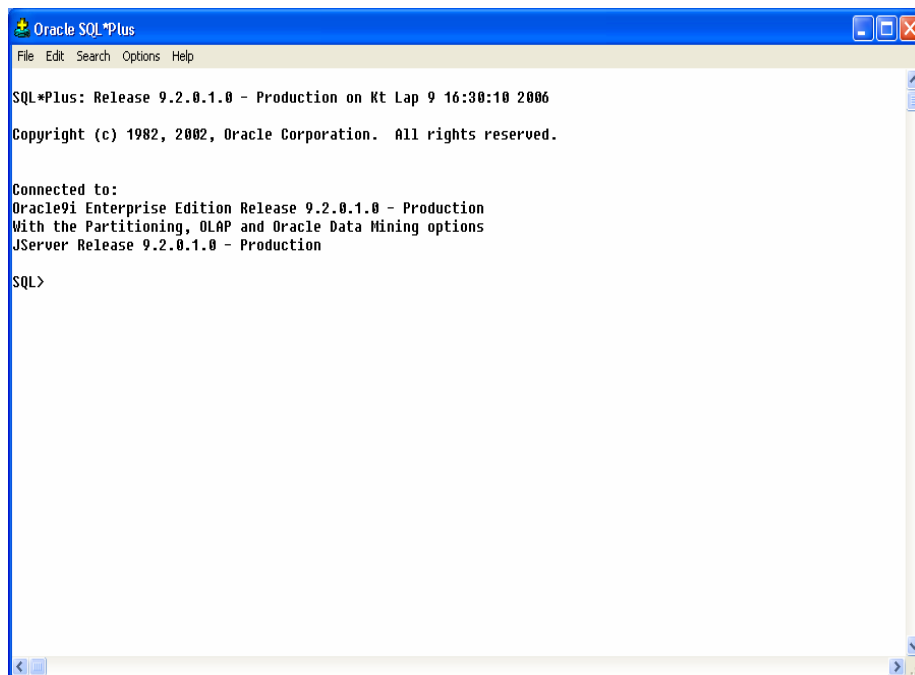 Oracle SQL*Plus
File Edit Search Options Help
SQL*Plus: Release 9.2.0.1.0 - Production on Kt Lap 9 16:30:10 2006
Copyright (c) 1982, 2002, Oracle Corporation.  All rights reserved.
Connected to:
Oracle9i Enterprise Edition Release 9.2.0.1.0 - Production
With the Partitioning, OLAP and Oracle Data Mining options
JServer Release 9.2.0.1.0 - Production
SQL>